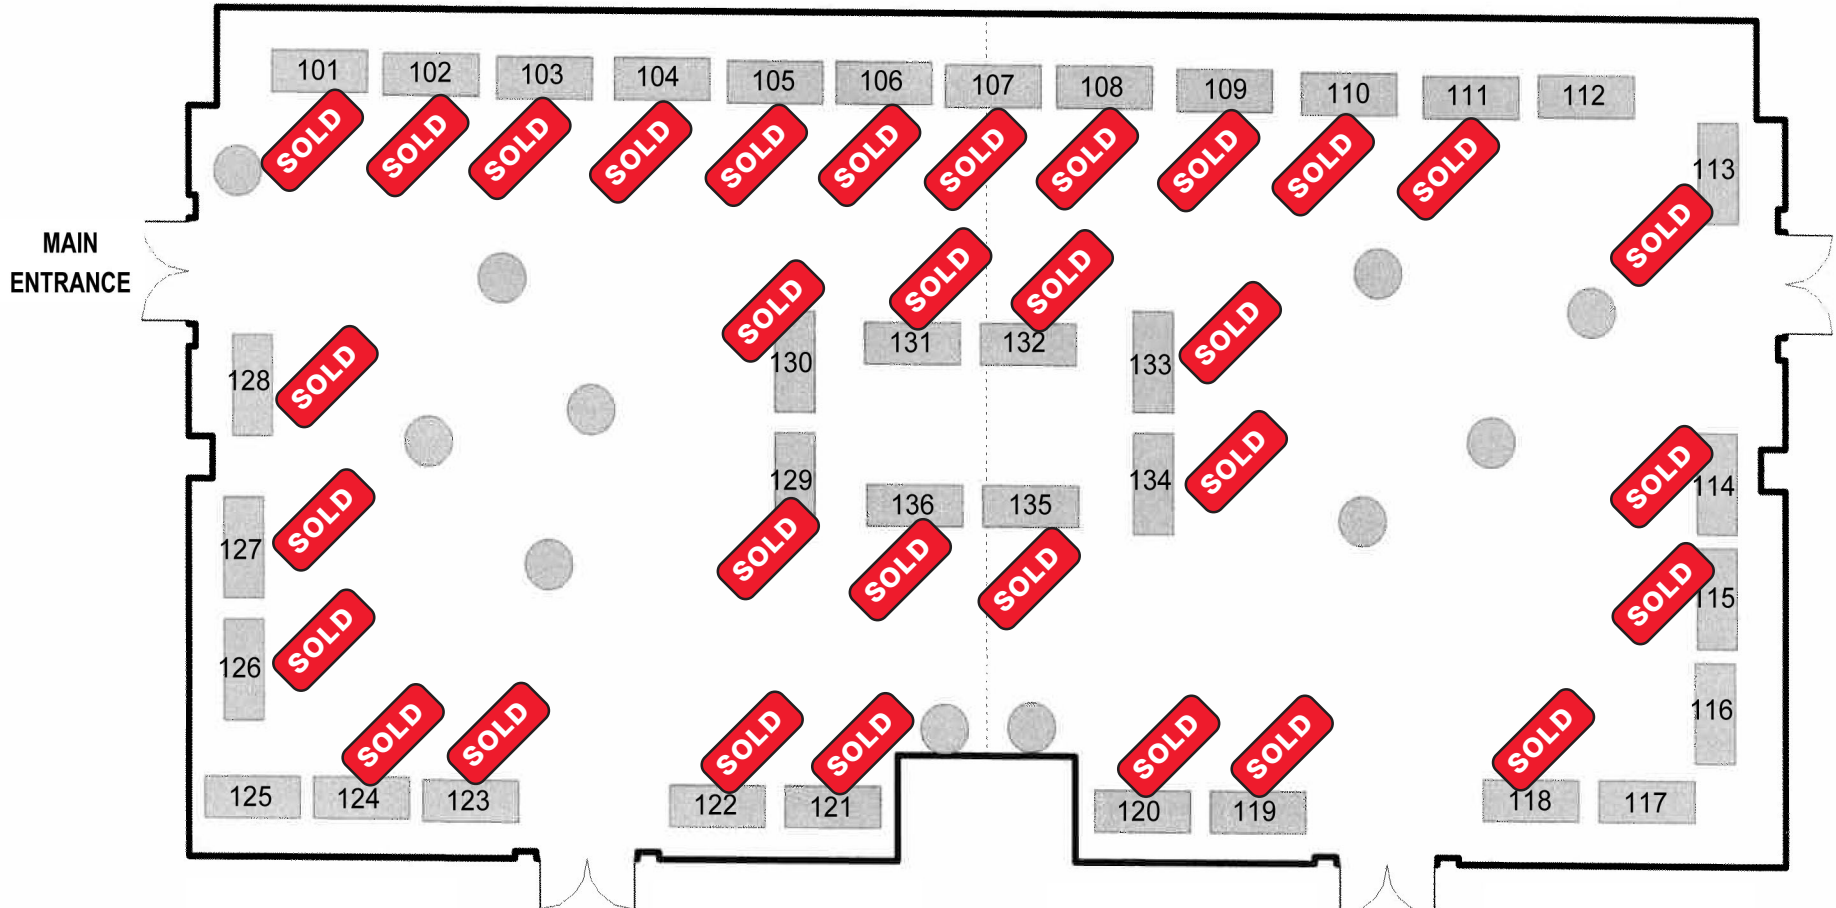 101 102 103 104 105 106 107 108 109 110 111 112
SOLD SOLD SOLD SOLD SOLD SOLD SOLD SOLD SOLD SOLD SOLD
113
SOLD
MAIN
ENTRANCE
SOLD SOLD SOLD SOLD
131 132
130 133
128 SOLD
SOLD SOLD
129 134 114
136 135
SOLD
127
SOLD SOLD SOLD SOLD
115
SOLD
126
116
SOLD SOLD SOLD SOLD SOLD SOLD SOLD
125 124 123 122 121 120 119 118 117